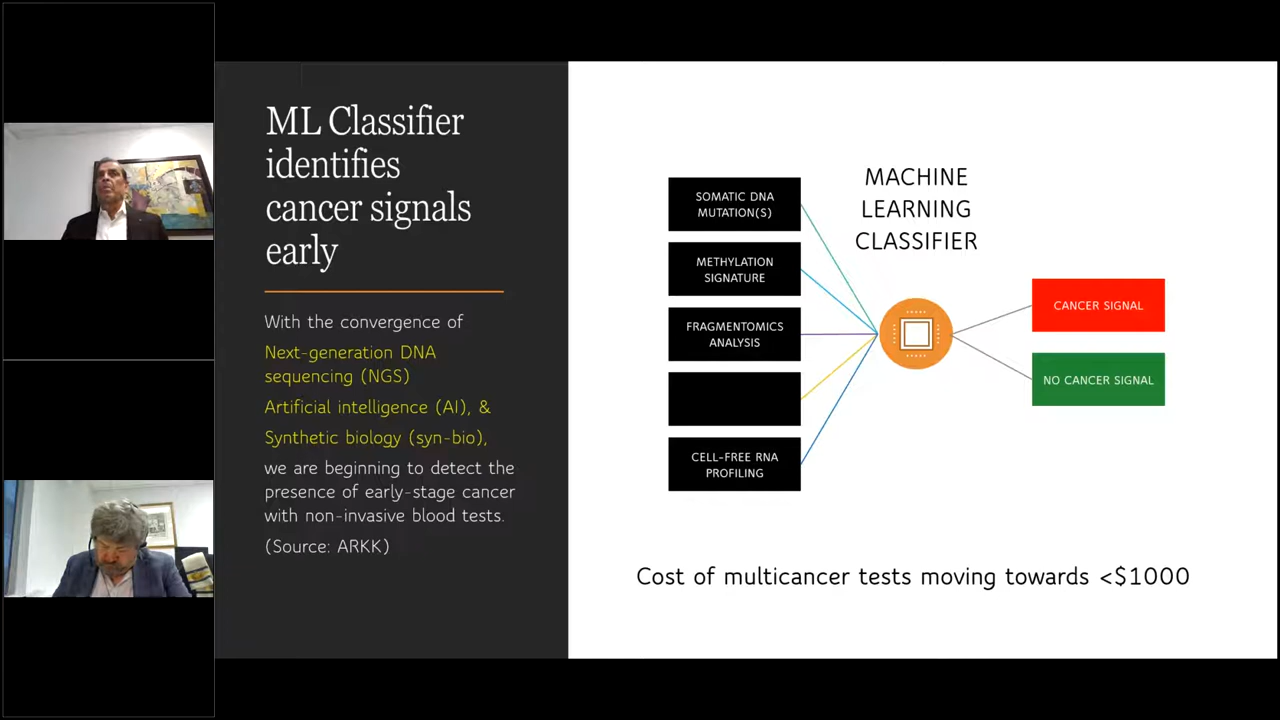 ML Classifier
identifies
cancer signals
early
With the convergence of
Next-generation DNA
sequencing (NGS)
Artificial intelligence (AI), &
Synthetic biology (syn-bio),
we are beginning to detect the
presence of early-stage cancer
with non-invasive blood tests.
(Source: ARKK)
MACHINE
LEARNING
CLASSIFIER
SOMATIC DNA
MUTATION(S)
METHYLATION
SIGNATURE
FRAGMENTOMICS
ANALYSIS
CELL-FREE RNA
PROFILING
CANCER SIGNAL
NO CANCER SIGNAL
Cost of multicancer tests moving towards <$1000